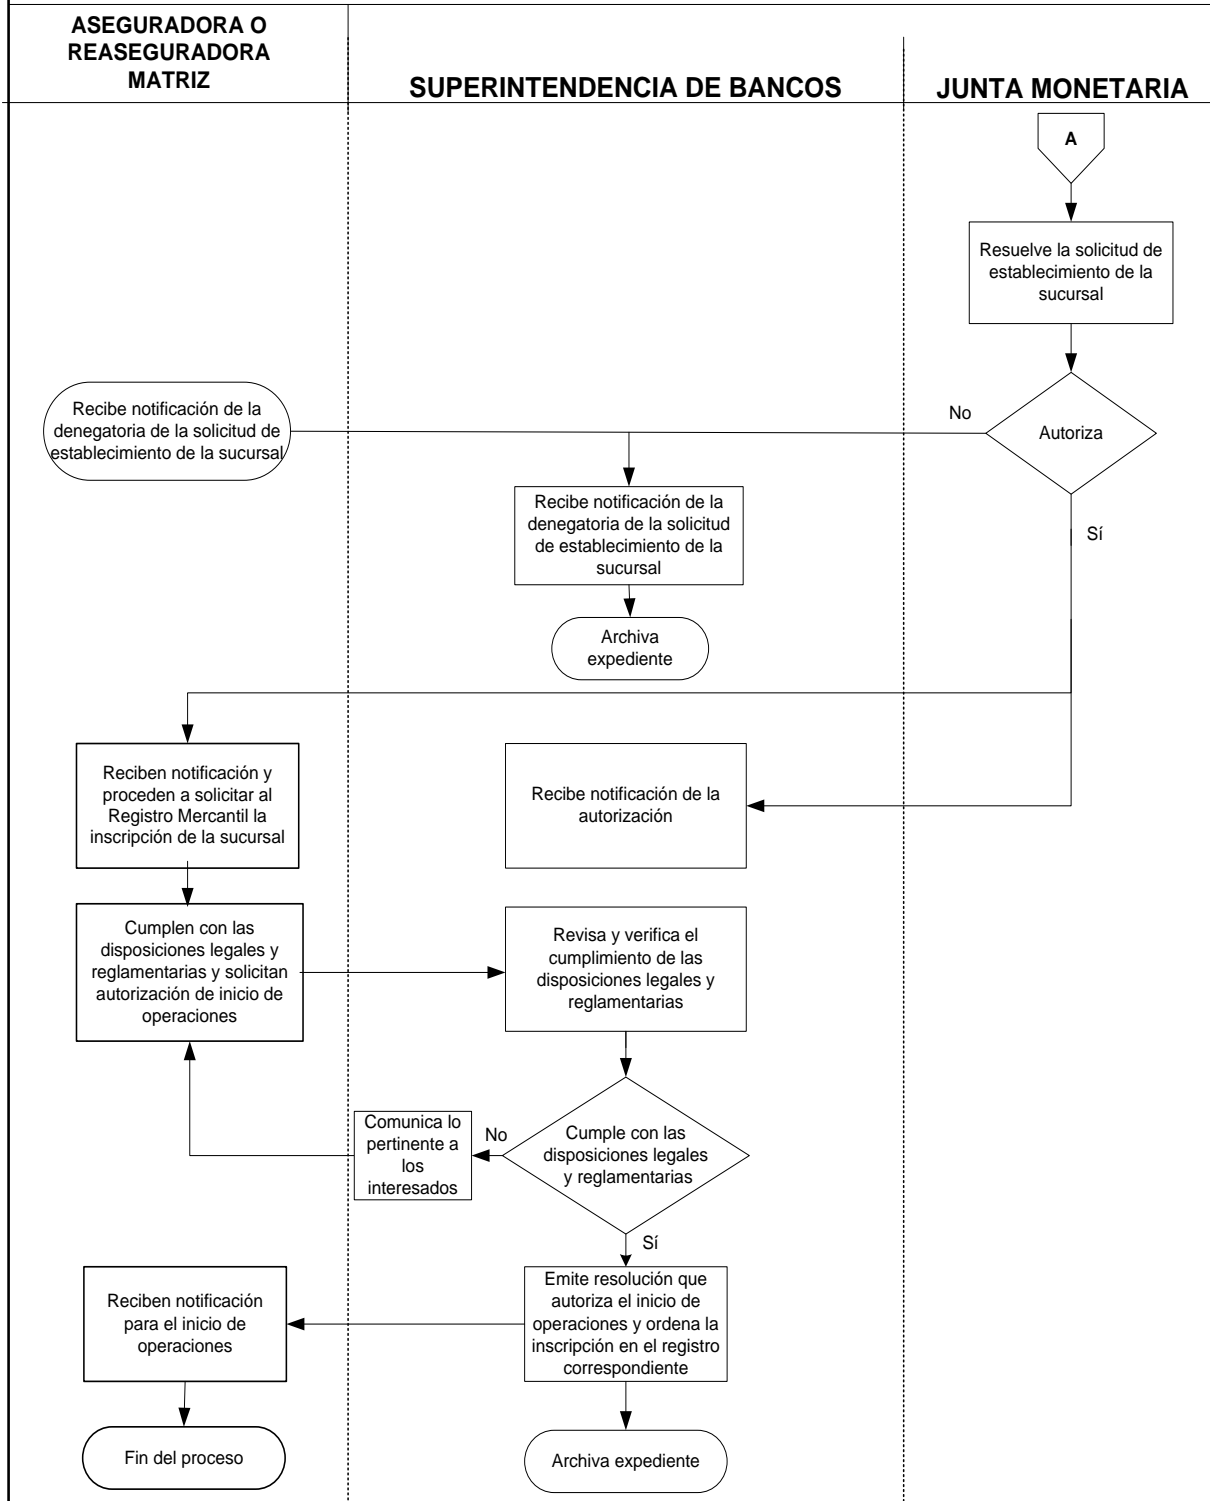 ASEGURADORA O
REASEGURADORA
MATRIZ
SUPERINTENDENCIA DE BANCOS
JUNTA MONETARIA
A
Resuelve la solicitud de
establecimiento de la
sucursal
Autoriza
No
Sí
Recibe notificación de la
denegatoria de la solicitud de
establecimiento de la sucursal
Recibe notificación de la
denegatoria de la solicitud
de establecimiento de la
sucursal
Archiva
expediente
Reciben notificación y
proceden a solicitar al
Registro Mercantil la
inscripción de la sucursal
Recibe notificación de la
autorización
Cumplen con las
disposiciones legales y
reglamentarias y solicitan
autorización de inicio de
operaciones
Revisa y verifica el
cumplimiento de las
disposiciones legales y
reglamentarias
Comunica lo
pertinente a
los
interesados
No
Cumple con las
disposiciones legales
y reglamentarias
Sí
Reciben notificación
para el inicio de
operaciones
Emite resolución que
autoriza el inicio de
operaciones y ordena la
inscripción en el registro
correspondiente
Fin del proceso
Archiva expediente